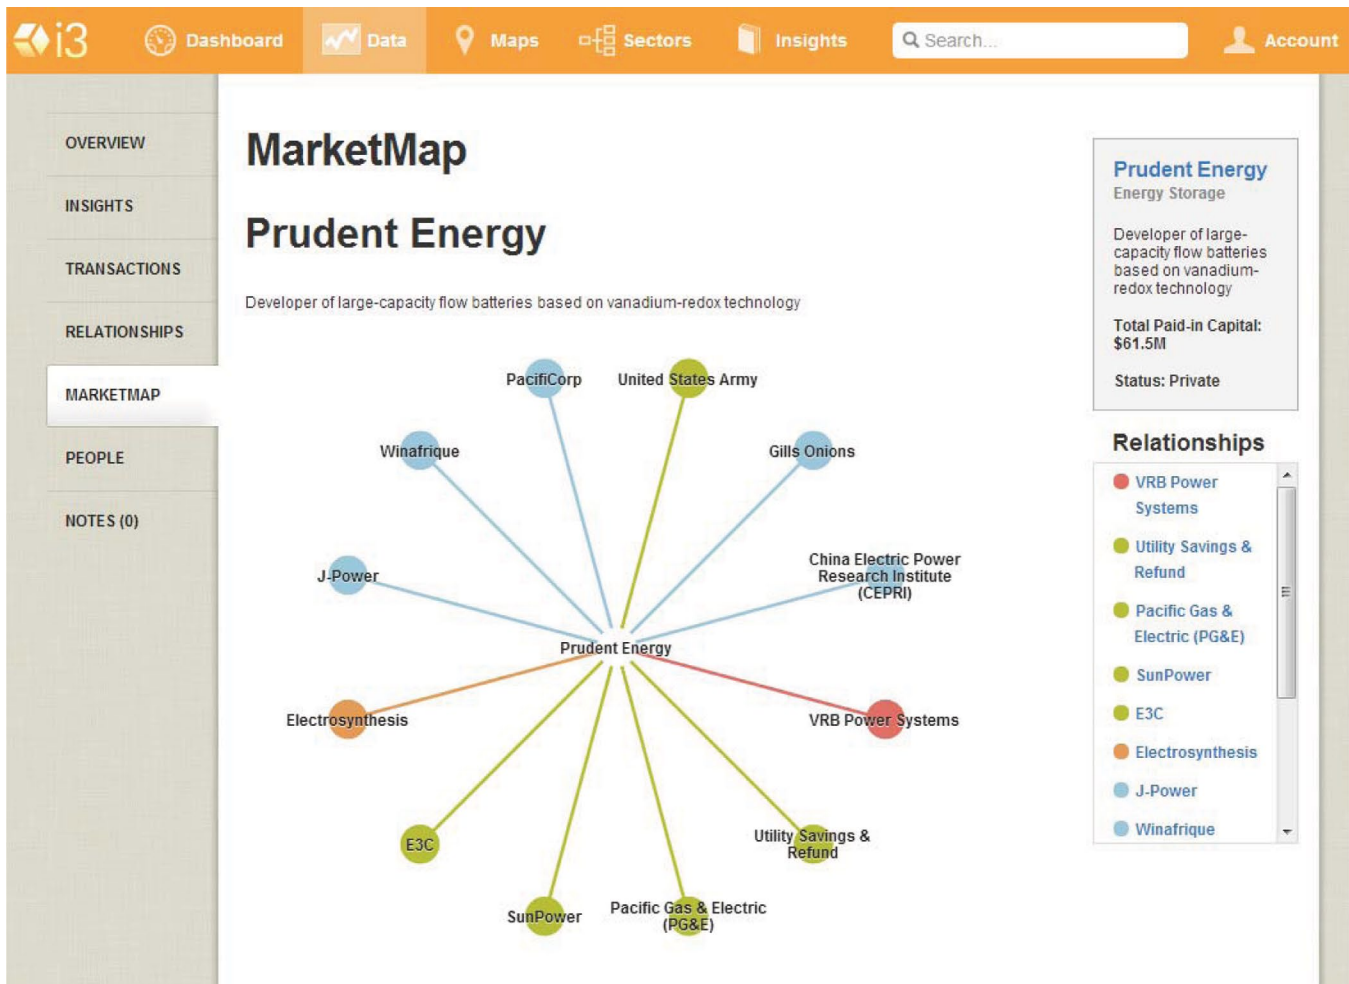 i3
Dashboard
Data
Maps
Sectors
Insights
Search...
Account
OVERVIEW
INSIGHTS
TRANSACTIONS
RELATIONSHIPS
MARKETMAP
PEOPLE
NOTES (0)
MarketMap
Prudent Energy
Developer of large-capacity flow batteries based on vanadium-redox technology
PacifiCorp
United States Army
Winafrique
Gills Onions
J-Power
China Electric Power
Research Institute
(CEPRI)
Prudent Energy
Electrosynthesis
VRB Power Systems
E3C
Utility Savings &
Refund
SunPower
Pacific Gas & Electric
(PG&E)
Prudent Energy
Energy Storage
Developer of large-
capacity flow batteries
based on vanadium-
redox technology
Total Paid-in Capital:
$61.5M
Status: Private
Relationships
VRB Power
Systems
Utility Savings &
Refund
Pacific Gas &
Electric (PG&E)
SunPower
E3C
Electrosynthesis
J-Power
Winafrique